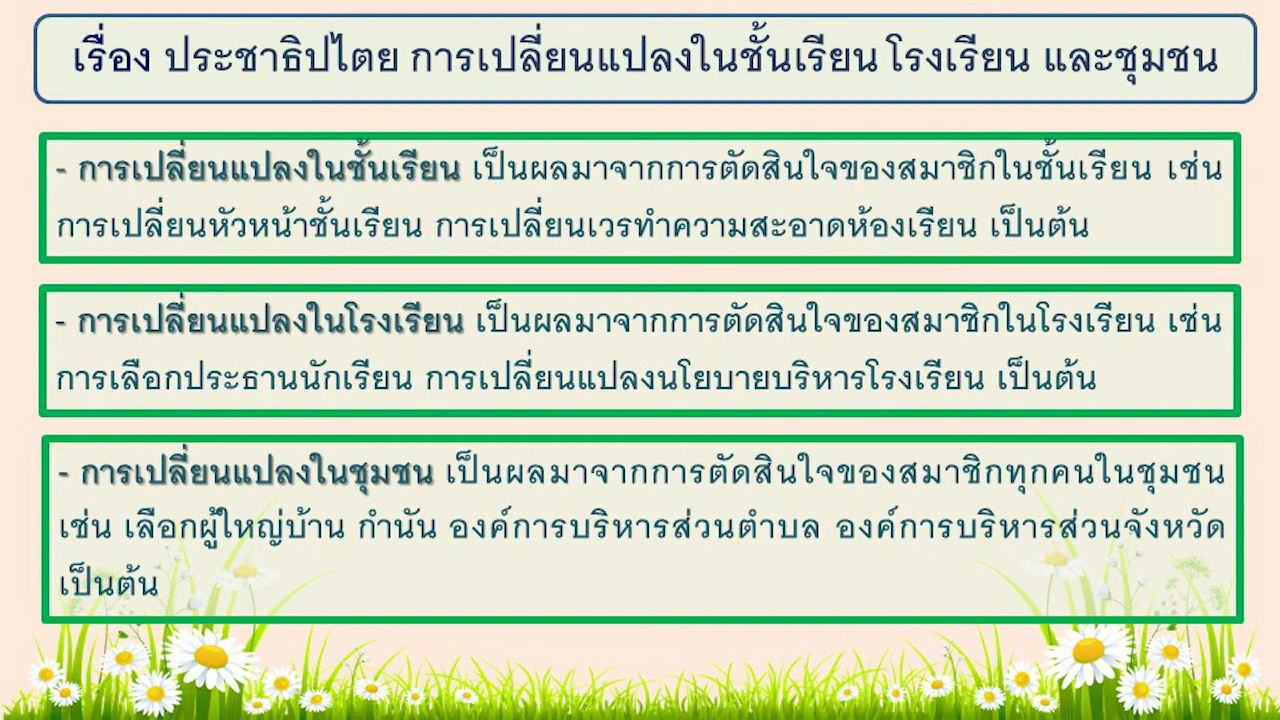 เรื่อง ประชาธิปไตย การเปลี่ยนแปลงในชั้นเรียน โรงเรียน และชุมชน
- การเปลี่ยนแปลงในชั้นเรียน เป็นผลมาจากการตัดสินใจของสมาชิกในชั้นเรียน เช่น
การเปลี่ยนหัวหน้าชั้นเรียน การเปลี่ยนเวรทำความสะอาดห้องเรียน เป็นต้น
- การเปลี่ยนแปลงในโรงเรียน เป็นผลมาจากการตัดสินใจของสมาชิกในโรงเรียน เช่น
การเลือกประธานนักเรียน การเปลี่ยนแปลงนโยบายบริหารโรงเรียน เป็นต้น
- การเปลี่ยนแปลงในชุมชน เป็นผลมาจากการตัดสินใจของสมาชิกทุกคนในชุมชน
เช่น เลือกผู้ใหญ่บ้าน กำนัน องค์การบริหารส่วนตำบล องค์การบริหารส่วนจังหวัด
เป็นต้น